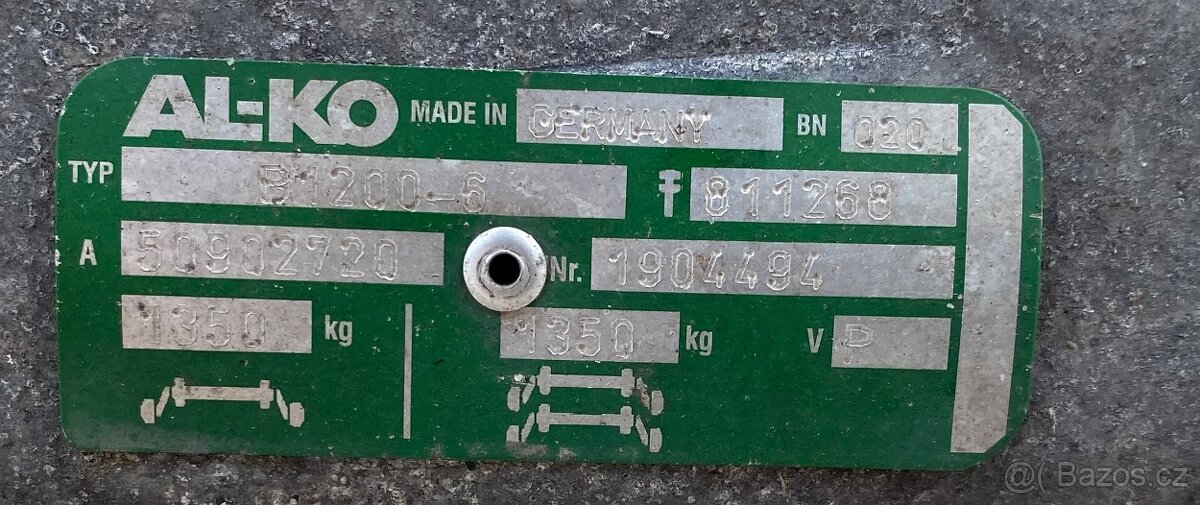 AL-KO MADE IN GERMANY BN 020
TYP B1200-6 811268
A 50902720 Nr. 1904494
1350 kg 1350 kg V P
@( Bazos.cz